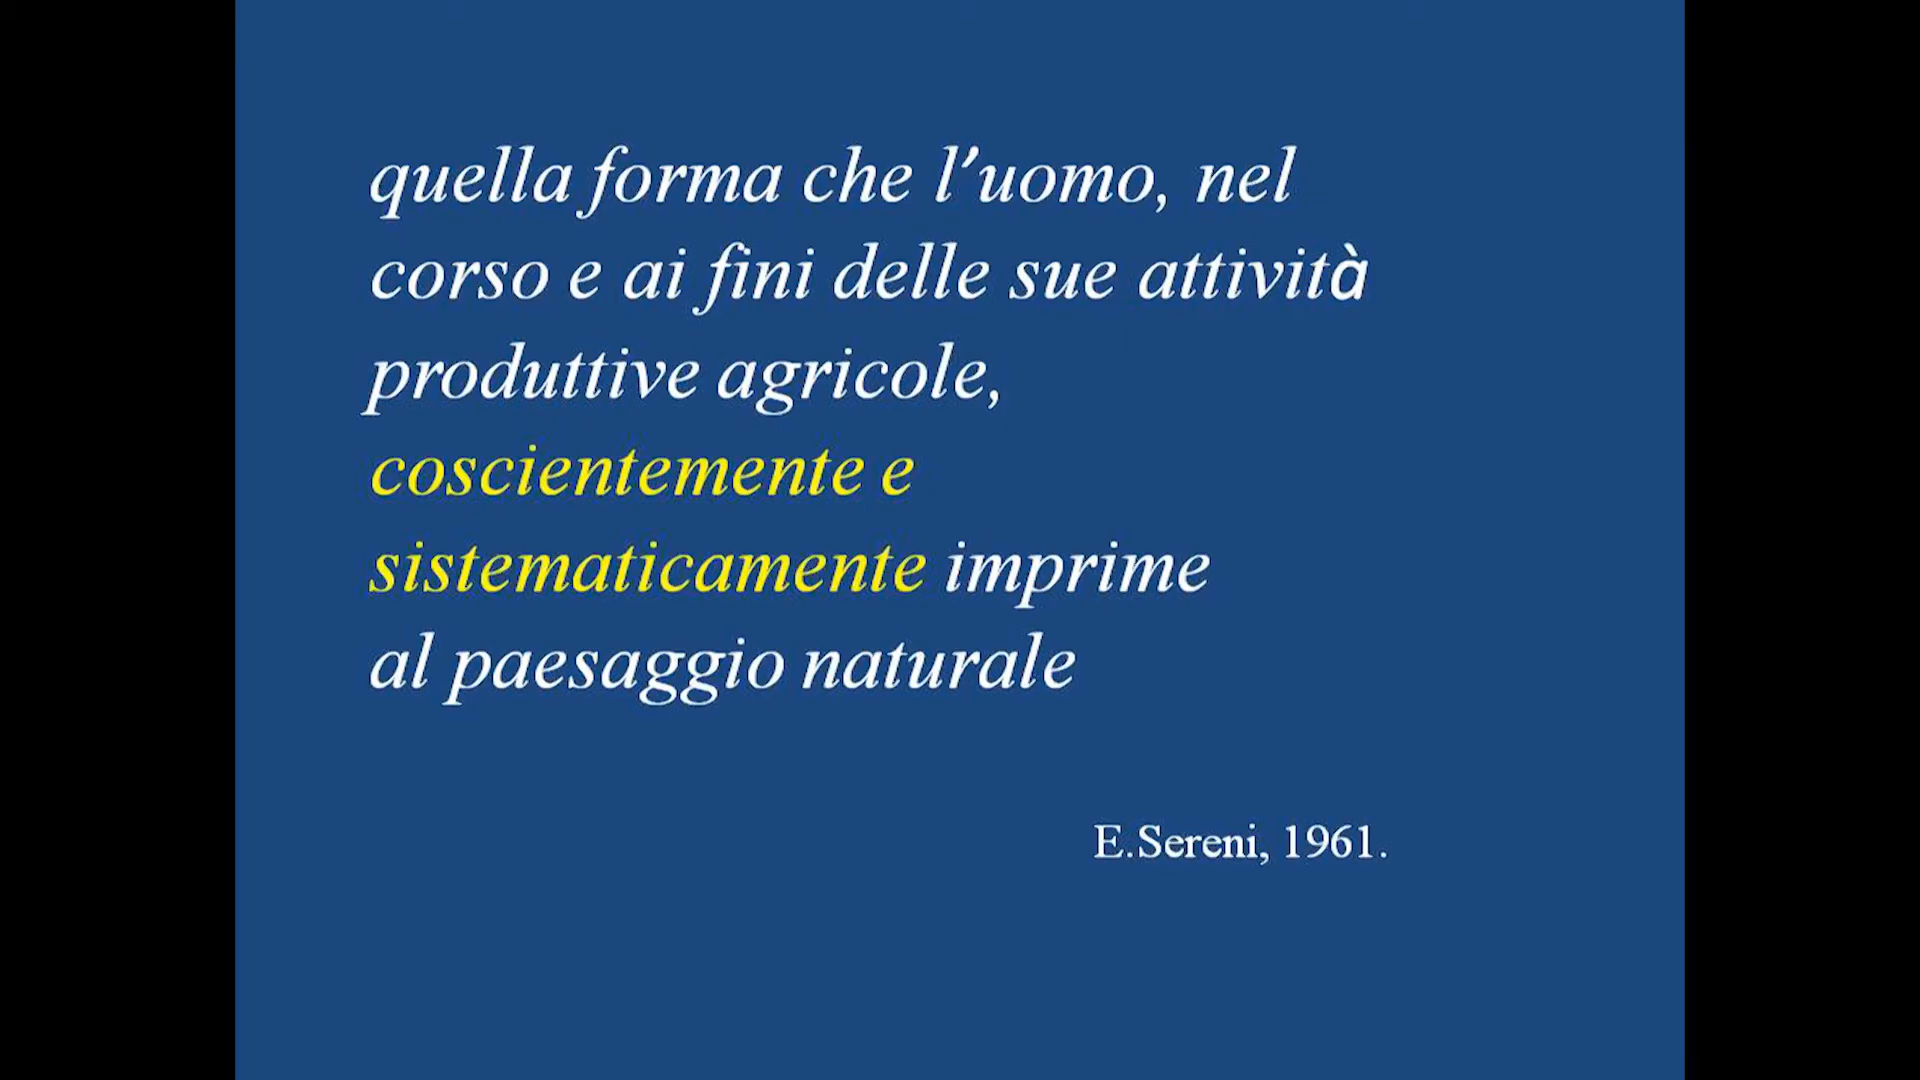 quella forma che l’uomo, nel
corso e ai fini delle sue attività
produttive agricole,
coscientemente e
sistematicamente imprime
al paesaggio naturale
E.Sereni, 1961.